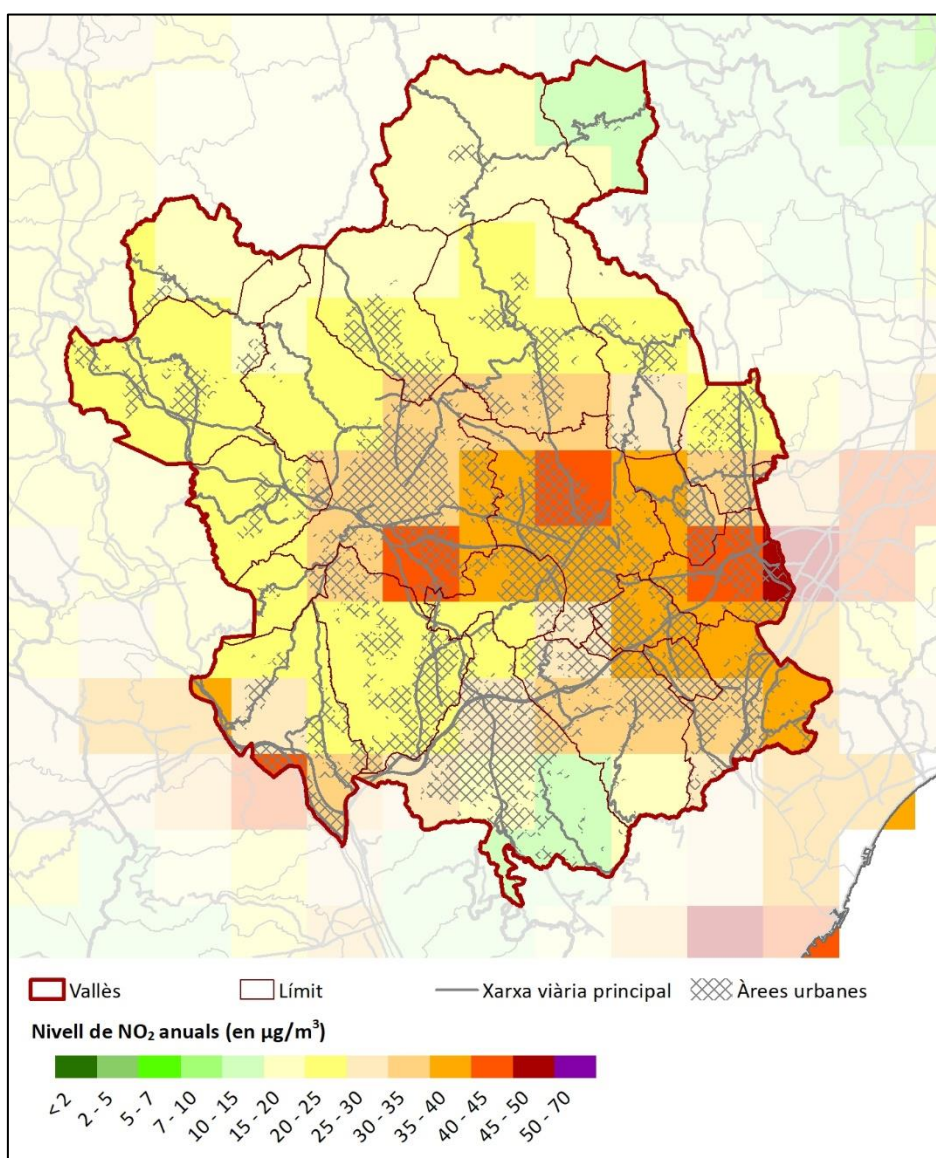 Vallès
Límit
Xarxa viària principal
Àrees urbanes
Nivell de NO₂ anuals (en µg/m³)
< 2
2 - 5
5 - 7
7 - 10
10 - 15
15 - 20
20 - 25
25 - 30
30 - 35
35 - 40
40 - 45
45 - 50
50 - 70